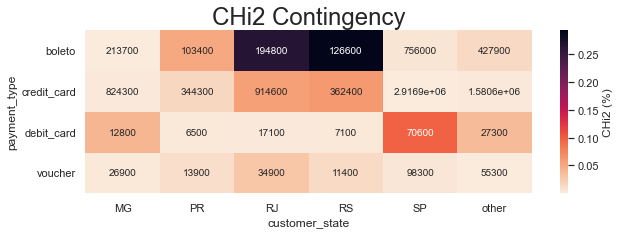 CHi2 Contingency
boleto 213700 103400 194800 126600 756000 427900
credit_card 824300 344300 914600 362400 2.9169e+06 1.5806e+06
debit_card 12800 6500 17100 7100 70600 27300
voucher 26900 13900 34900 11400 98300 55300
MG PR RJ RS SP other
customer_state
payment_type
0.25
0.20
0.15
0.10
0.05
CHi2 (%)